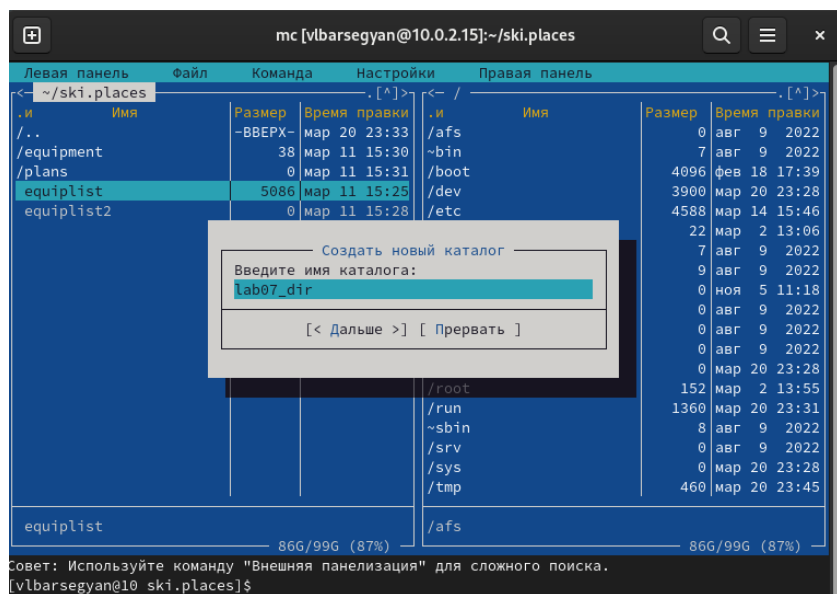 mc [vlbarsegyan@10.0.2.15]:~/ski.places
Левая панель Файл Команда Настройки Правая панель
<— ~/ski.places .[^]>
.и Имя Размер Время правки
/.. -ВВЕРХ- мар 20 23:33
/equipment 38 мар 11 15:30
/plans 0 мар 11 15:31
equiplist 5086 мар 11 15:25
equiplist2 0 мар 11 15:28
equiplist
86G/99G (87%)
<— / .[^]>
.и Имя Размер Время правки
/afs 0 авг 9 2022
~bin 7 авг 9 2022
/boot 4096 фев 18 17:39
/dev 3900 мар 20 23:28
/etc 4588 мар 14 15:46
22 мар 2 13:06
7 авг 9 2022
9 авг 9 2022
0 ноя 5 11:18
0 авг 9 2022
0 авг 9 2022
0 авг 9 2022
0 мар 20 23:28
/root 152 мар 2 13:55
/run 1360 мар 20 23:31
~sbin 8 авг 9 2022
/srv 0 авг 9 2022
/sys 0 мар 20 23:28
/tmp 460 мар 20 23:45
/afs
86G/99G (87%)
Создать новый каталог
Введите имя каталога:
lab07_dir
[< Дальше >] [ Прервать ]
Совет: Используйте команду "Внешняя панелизация" для сложного поиска.
[vlbarsegyan@10 ski.places]$